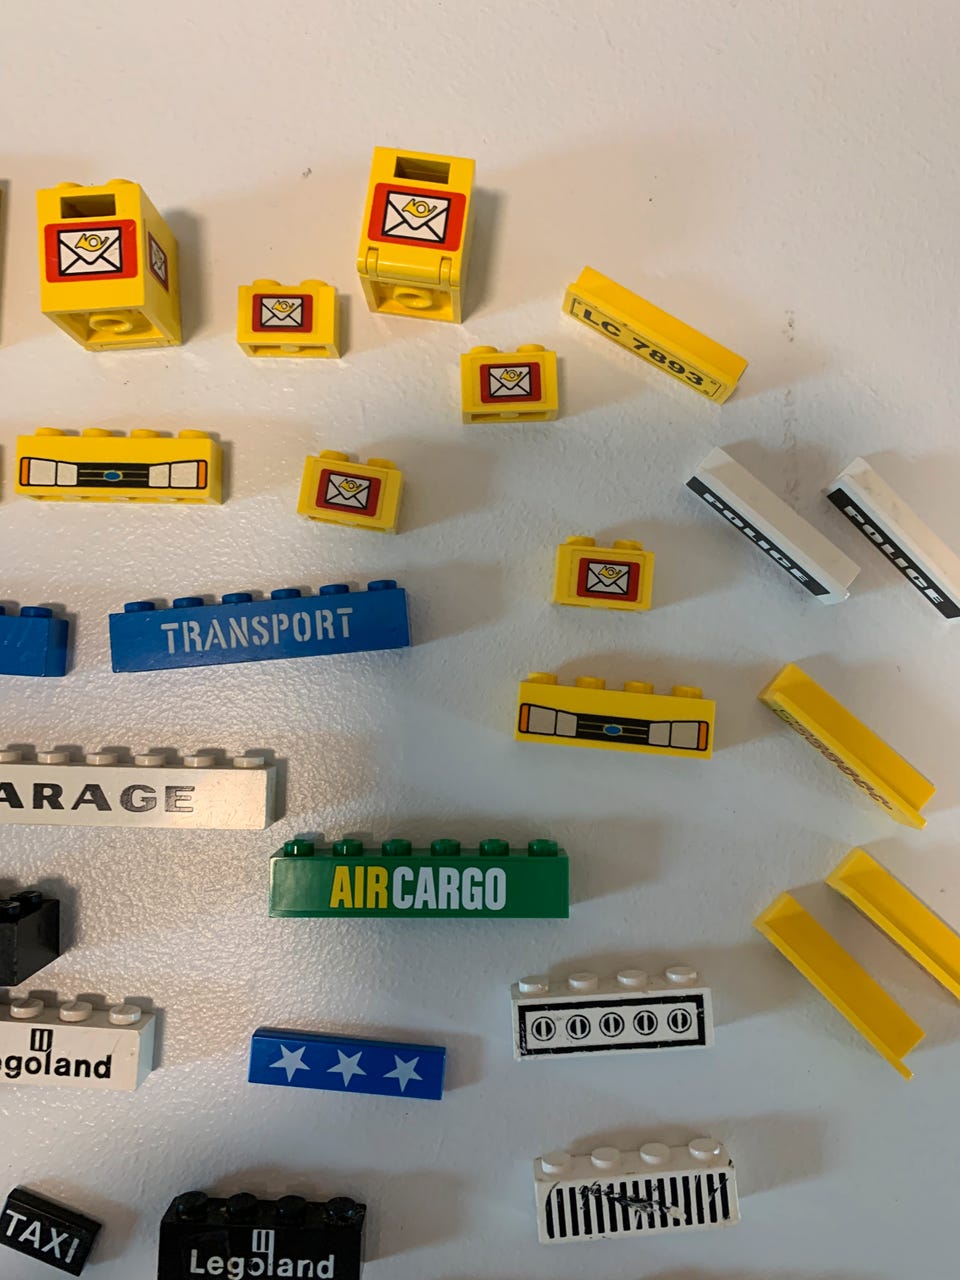 LC 7893
POLICE
POLICE
TRANSPORT
ARAGE
AIRCARGO
egoland
TAXI
Legoland